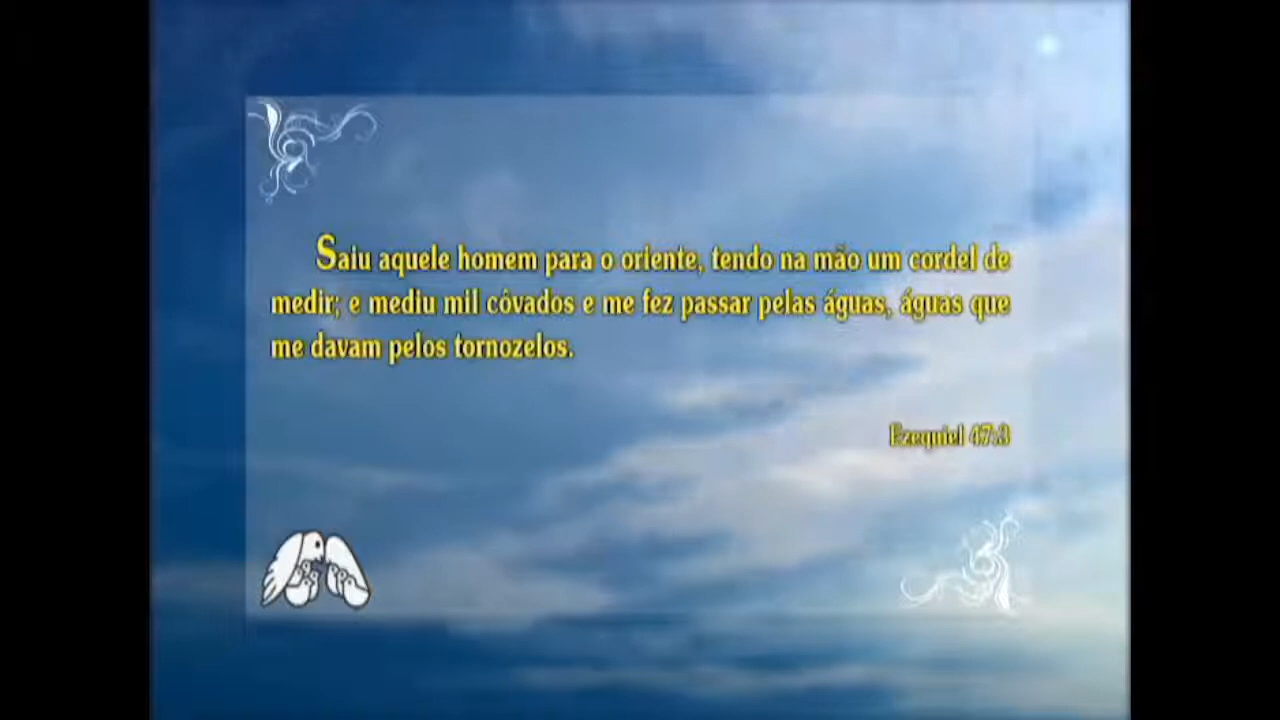 Saiu aquele homem para o oriente, tendo na mão um cordel de
medir; e mediu mil côvados e me fez passar pelas águas, águas que
me davam pelos tornozelos.
Ezequiel 47:3